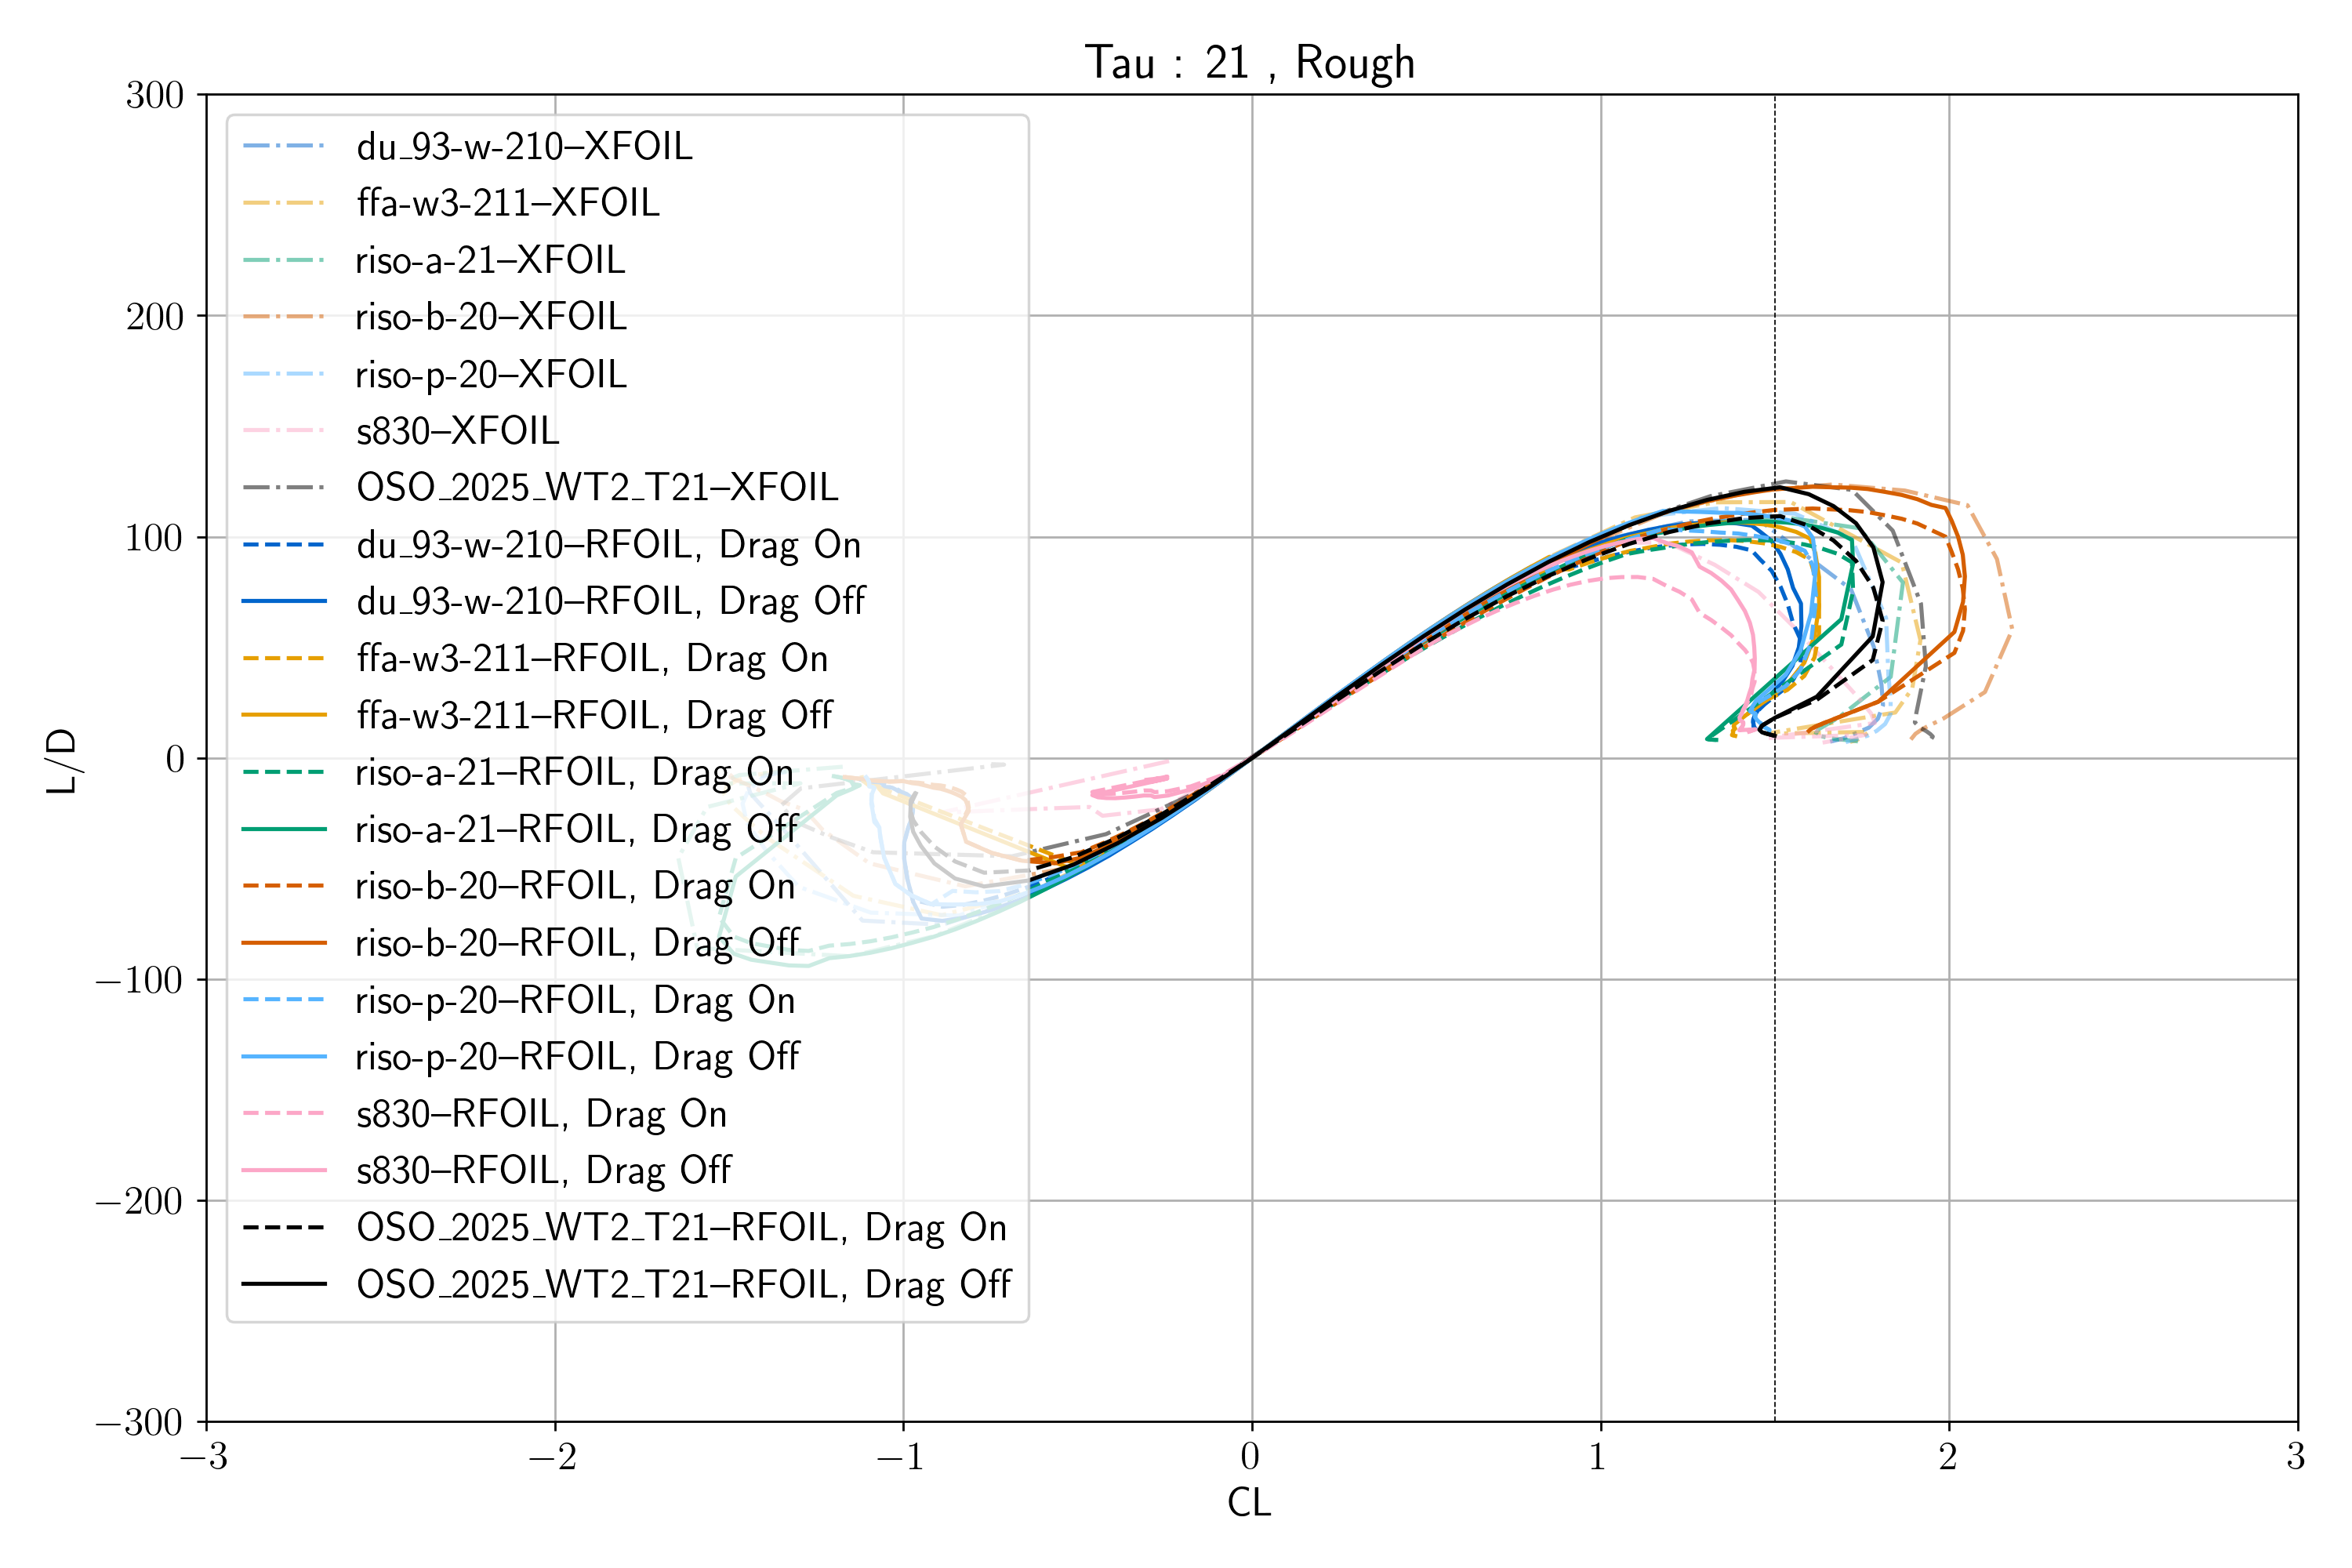 Tau : 21 , Rough
L/D
300
200
100
0
−100
−200
−300
du_93-w-210–XFOIL
ffa-w3-211–XFOIL
riso-a-21–XFOIL
riso-b-20–XFOIL
riso-p-20–XFOIL
s830–XFOIL
OSO_2025_WT2_T21–XFOIL
du_93-w-210–RFOIL, Drag On
du_93-w-210–RFOIL, Drag Off
ffa-w3-211–RFOIL, Drag On
ffa-w3-211–RFOIL, Drag Off
riso-a-21–RFOIL, Drag On
riso-a-21–RFOIL, Drag Off
riso-b-20–RFOIL, Drag On
riso-b-20–RFOIL, Drag Off
riso-p-20–RFOIL, Drag On
riso-p-20–RFOIL, Drag Off
s830–RFOIL, Drag On
s830–RFOIL, Drag Off
OSO_2025_WT2_T21–RFOIL, Drag On
OSO_2025_WT2_T21–RFOIL, Drag Off
−3 −2 −1 0 1 2 3
CL